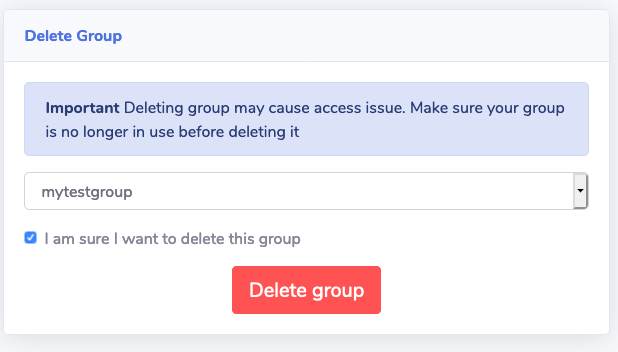 Delete Group
Important Deleting group may cause access issue. Make sure your group
is no longer in use before deleting it
mytestgroup
I am sure I want to delete this group
Delete group